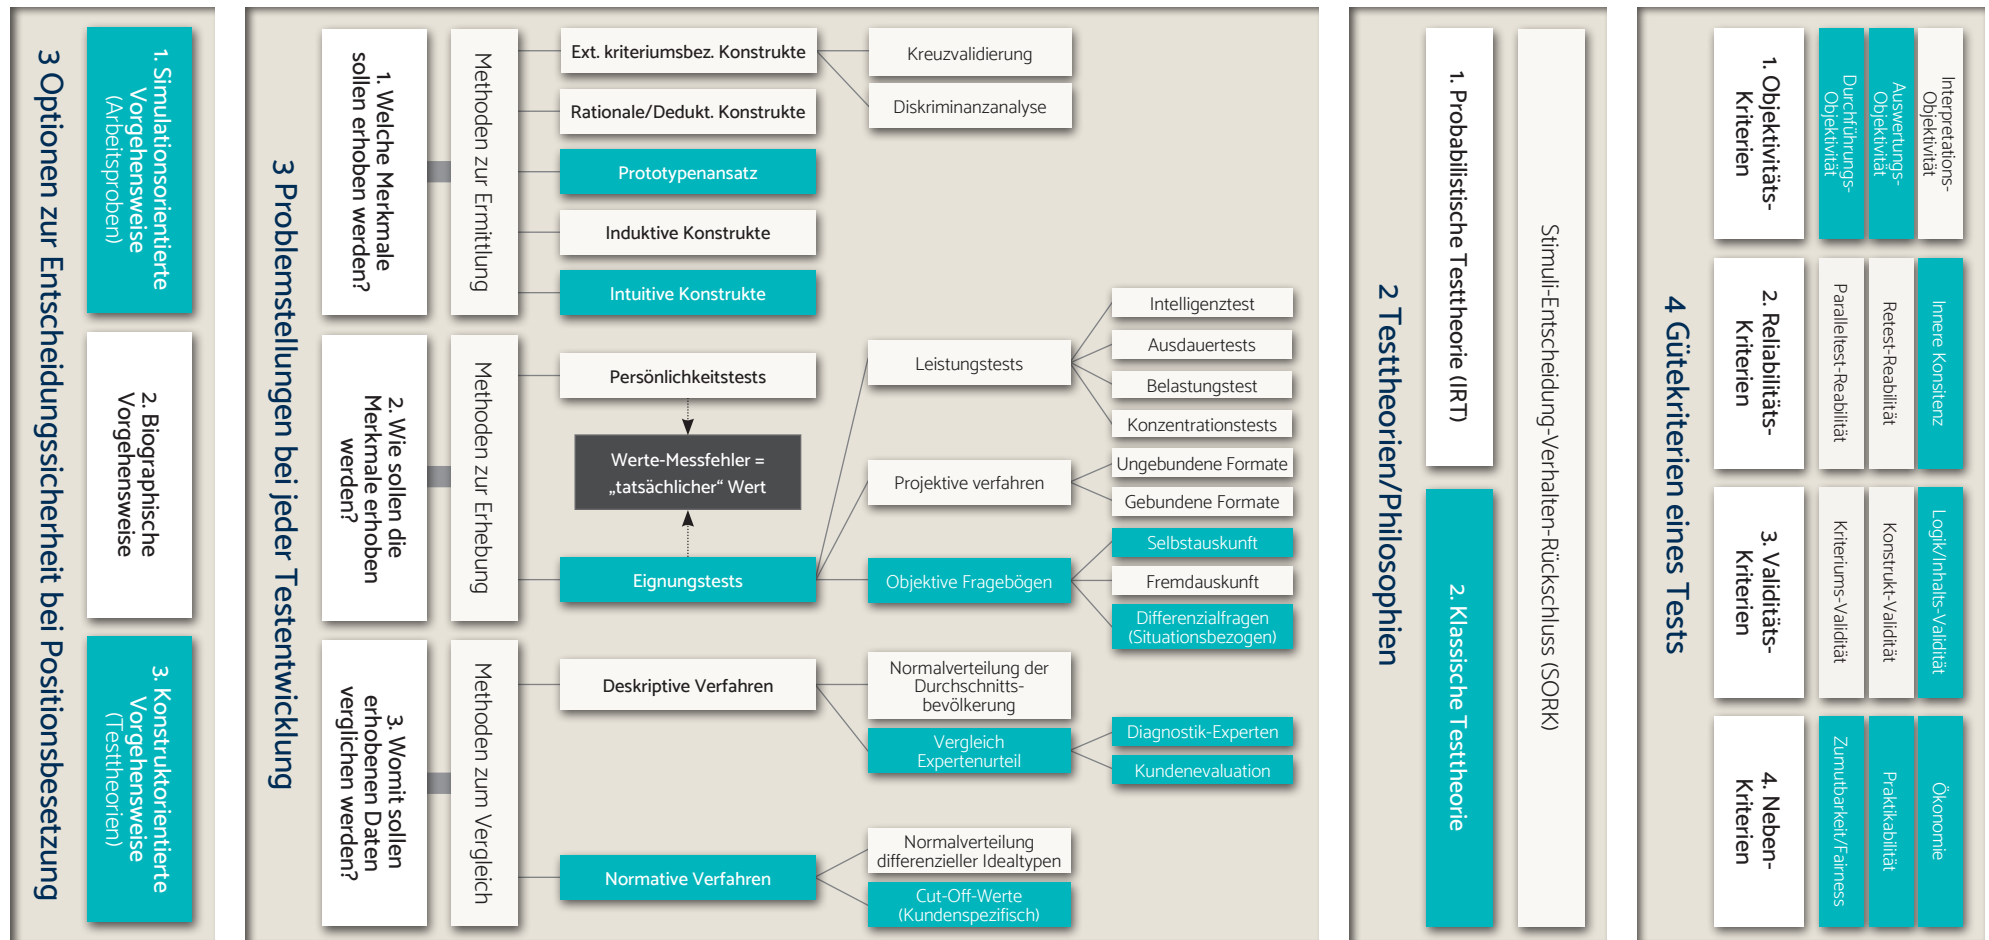 3 Optionen zur Entscheidungssicherheit bei Positionsbesetzung
1. Simulationsorientierte
Vorgehensweise
(Arbeitsproben)
2. Biographische
Vorgehensweise
3. Konstruktorientierte
Vorgehensweise
(Testtheorien)
3 Problemstellungen bei jeder Testentwicklung
1. Welche Merkmale
sollen erhoben werden?
Methoden zur Ermittlung
Ext. kriteriumsbez. Konstrukte
Kreuzvalidierung
Diskriminanzanalyse
Rationale/Dedukt. Konstrukte
Prototypenansatz
Induktive Konstrukte
Intuitive Konstrukte
2. Wie sollen die
Merkmale erhoben
werden?
Methoden zur Erhebung
Persönlichkeitstests
Werte-Messfehler =
„tatsächlicher“ Wert
Eignungstests
Leistungstests
Intelligenztest
Ausdauertests
Belastungstest
Konzentrationstests
Projektive verfahren
Ungebundene Formate
Gebundene Formate
Objektive Fragebögen
Selbstauskunft
Fremdauskunft
Differenzialfragen
(Situationsbezogen)
3. Womit sollen
erhobenen Daten
verglichen werden?
Methoden zum Vergleich
Deskriptive Verfahren
Normalverteilung der
Durchschnitts-
bevölkerung
Vergleich
Expertenurteil
Diagnostik-Experten
Kundenevaluation
Normative Verfahren
Normalverteilung
differenzieller Idealtypen
Cut-Off-Werte
(Kundenspezifisch)
2 Testtheorien/Philosophien
1. Probabilistische Testtheorie (IRT)
2. Klassische Testtheorie
Stimuli-Entscheidung-Verhalten-Rückschluss (SORK)
4 Gütekriterien eines Tests
1. Objektivitäts-
Kriterien
Durchführungs-
Objektivität
Auswertungs-
Objektivität
Interpretations-
Objektivität
2. Reliabilitäts-
Kriterien
Paralleltest-Reabilität
Retest-Reabilität
Innere Konsitenz
3. Validitäts-
Kriterien
Kriteriums-Validität
Konstrukt-Validität
Logik/Inhalts-Validität
4. Neben-
Kriterien
Zumutbarkeit/Fairness
Praktikabilität
Ökonomie